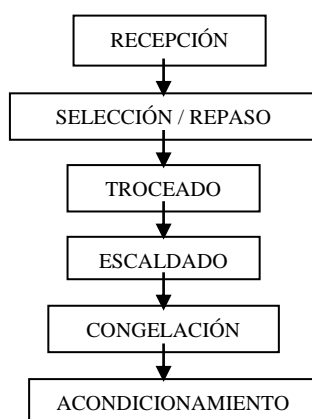 RECEPCIÓN
SELECCIÓN / REPASO
TROCEADO
ESCALDADO
CONGELACIÓN
ACONDICIONAMIENTO